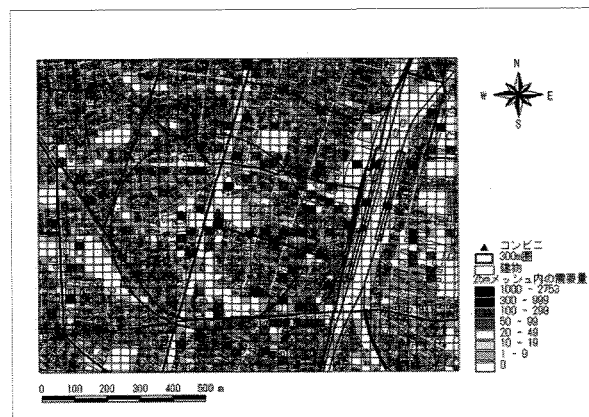 N
W E
S
▲ コンビニ
300m圏
建物
25mメッシュ内の需要量
1000 - 2753
300 - 999
100 - 299
50 - 99
20 - 49
10 - 19
1 - 9
0
0 100 200 300 400 500 m